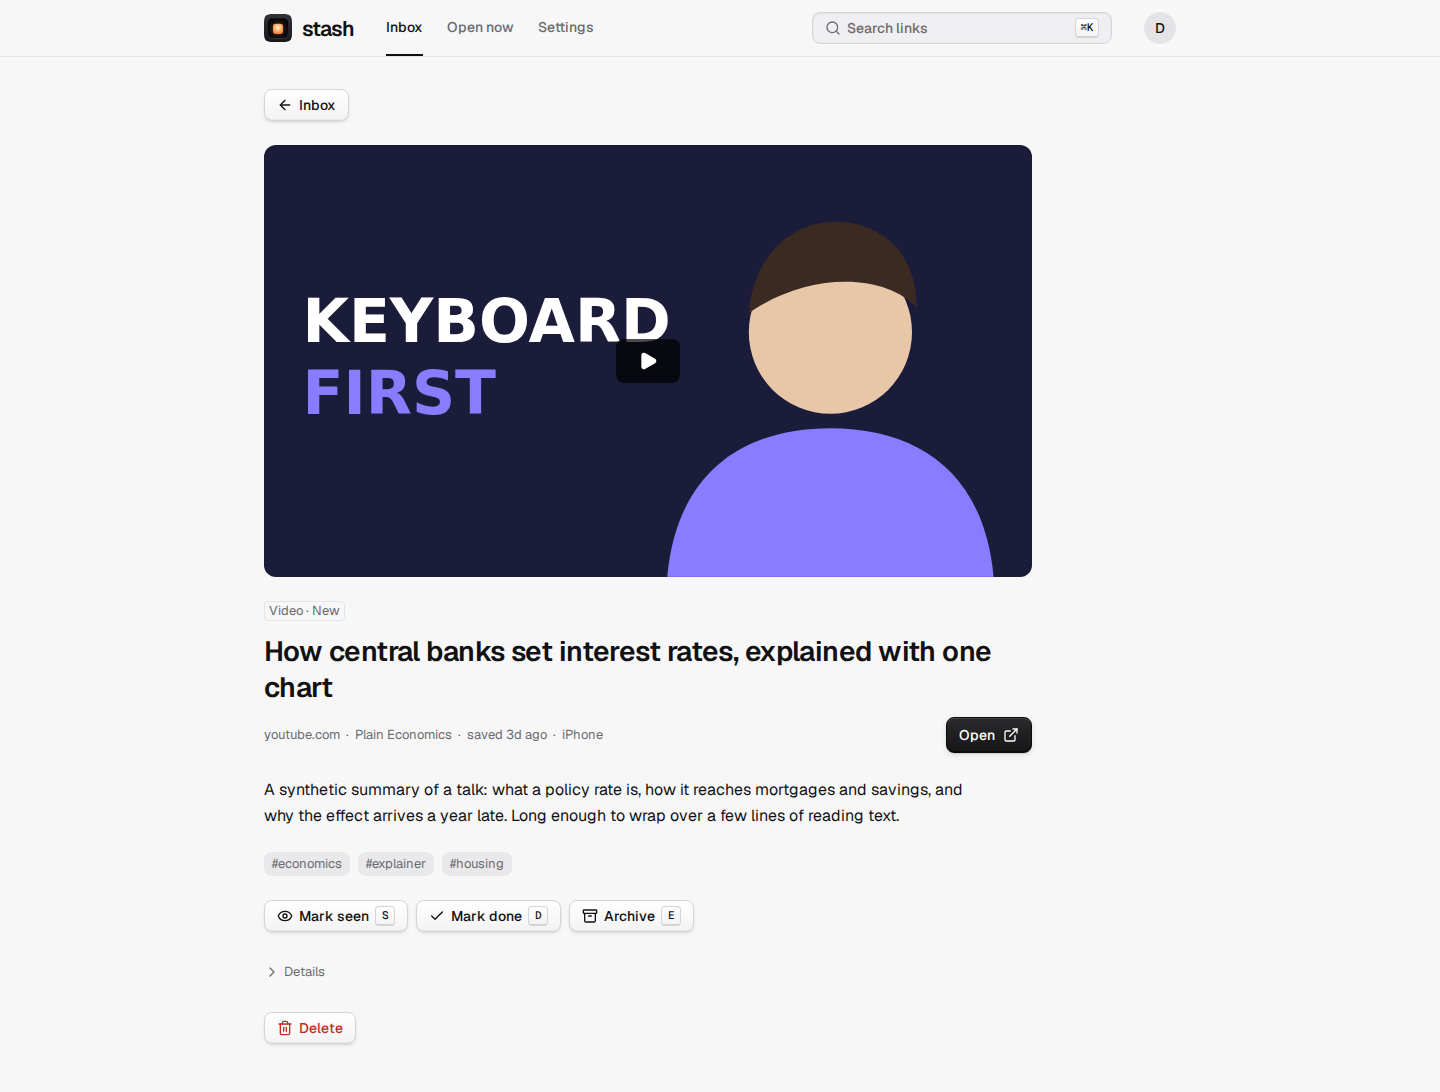 stash
Inbox
Open now
Settings
Search links
⌘K
D
Inbox
KEYBOARD
FIRST
Video · New
How central banks set interest rates, explained with one
chart
youtube.com · Plain Economics · saved 3d ago · iPhone
Open
A synthetic summary of a talk: what a policy rate is, how it reaches mortgages and savings, and
why the effect arrives a year late. Long enough to wrap over a few lines of reading text.
#economics #explainer #housing
Mark seen S
Mark done D
Archive E
Details
Delete